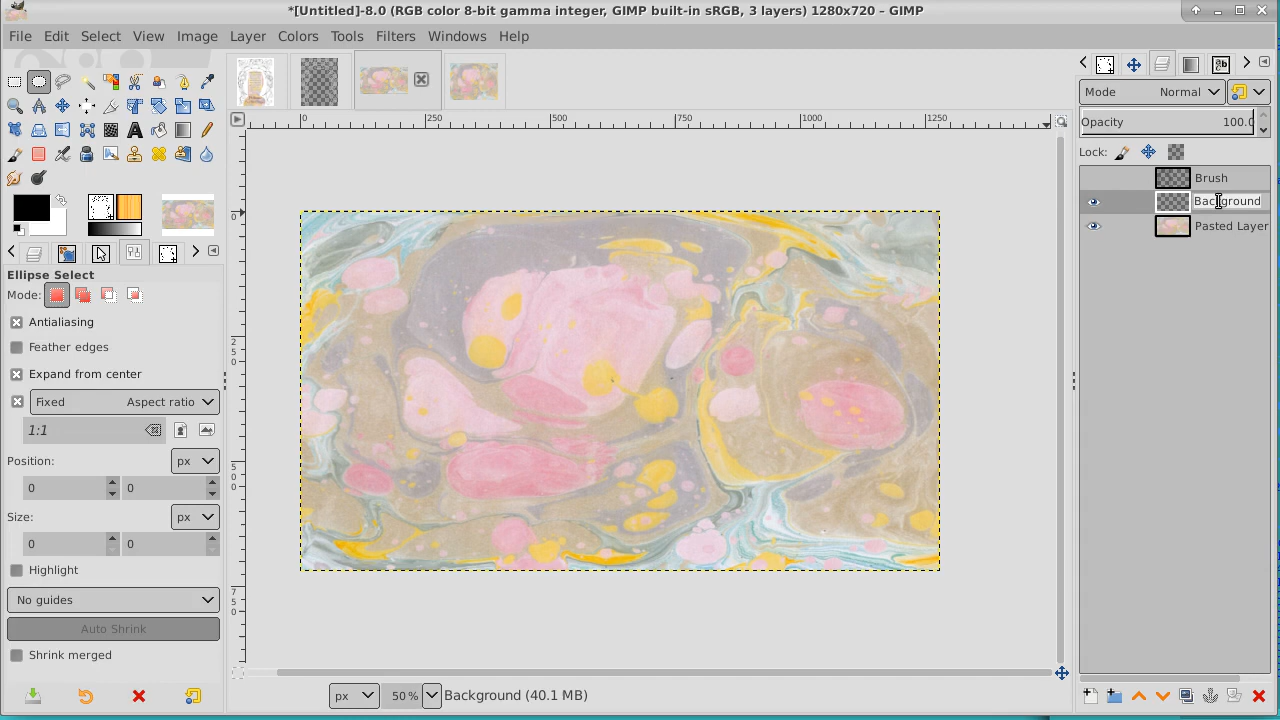 *[Untitled]-8.0 (RGB color 8-bit gamma integer, GIMP built-in sRGB, 3 layers) 1280x720 – GIMP
File Edit Select View Image Layer Colors Tools Filters Windows Help
Mode Normal
Opacity 100.0
Lock:
Brush
Background
Pasted Layer
0 250 500 750 1000 1250
0
250
500
750
Ellipse Select
Mode:
Antialiasing
Feather edges
Expand from center
Fixed Aspect ratio
1:1
Position: px
0 0
Size: px
0 0
Highlight
No guides
Auto Shrink
Shrink merged
px 50 % Background (40.1 MB)